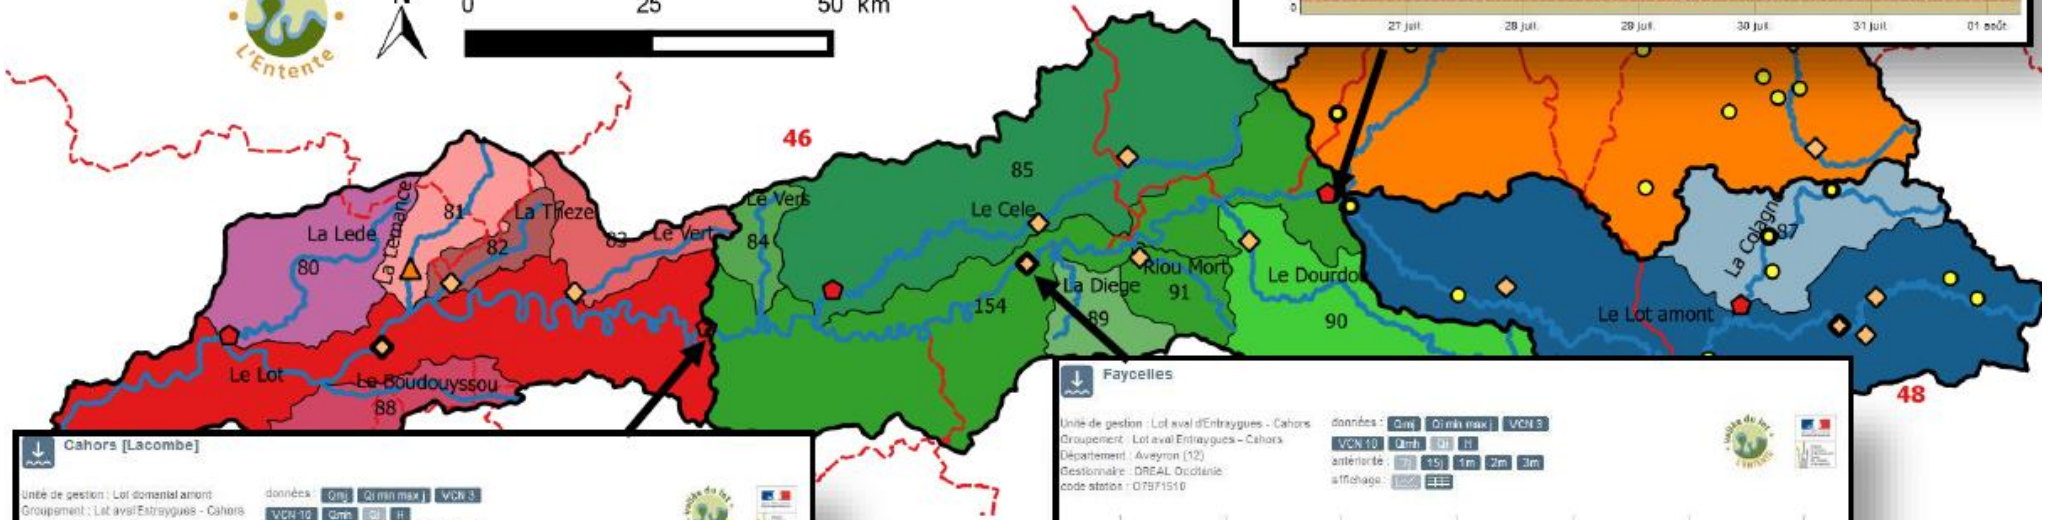 N
0 25 50 km
L'Entente
0
27 juil. 28 juil. 29 juil. 30 juil. 31 juil. 01 août
46
85
81
La Theze
Le Vers
La Lemance
Le Cele
La Lede
82
83
Le Vert
84
80
La Colagne
87
Riou Mort
Le Dourdou
La Diege
91
154
89
90
Le Lot amont
Le Lot
Le Boudouyssou
88
48
Cahors [Lacombe]
Unité de gestion : Lot domanial amont
Groupement : Lot aval Entraygues - Cahors
données : Qmj Qi min max j VCN 3
VCN 10 Qmh Qi H
Faycelles
Unité de gestion : Lot aval d'Entraygues - Cahors
Groupement : Lot aval Entraygues - Cahors
Département : Aveyron (12)
Gestionnaire : DREAL Occitanie
code station : O7971510
données : Qmj Qi min max j VCN 3
VCN 10 Qmh Qi H
antériorité : 7j 15j 1m 2m 3m
affichage :